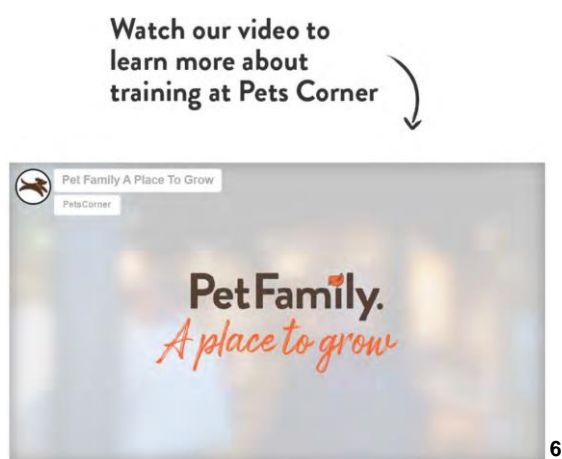 Watch our video to
learn more about
training at Pets Corner
Pet Family A Place To Grow
PetsCorner
PetFamily.
A place to grow
6